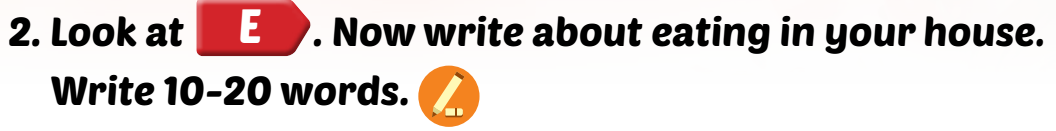 2. Look at E . Now write about eating in your house.
Write 10-20 words.